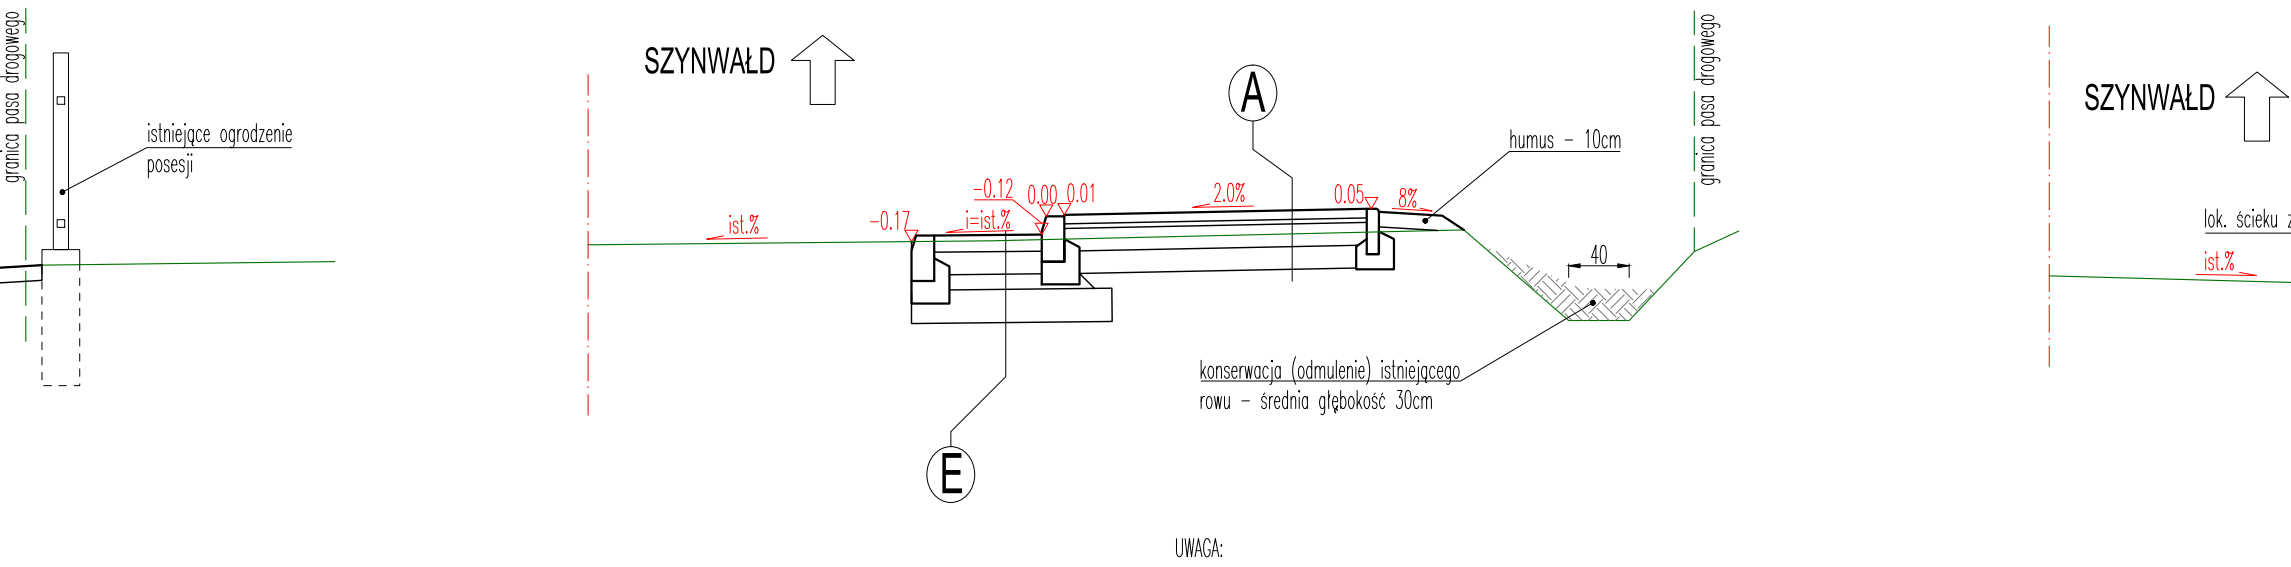 granica pasa drogowego
istniejące ogrodzenie
posesji
SZYNWAŁD
ist.%
-0.17
-0.12
i=ist.%
0.00
0.01
2.0%
0.05
8%
A
humus - 10cm
granica pasa drogowego
40
konserwacja (odmulenie) istniejącego
rowu - średnia głębokość 30cm
E
UWAGA:
SZYNWAŁD
lok. ścieku z
ist.%